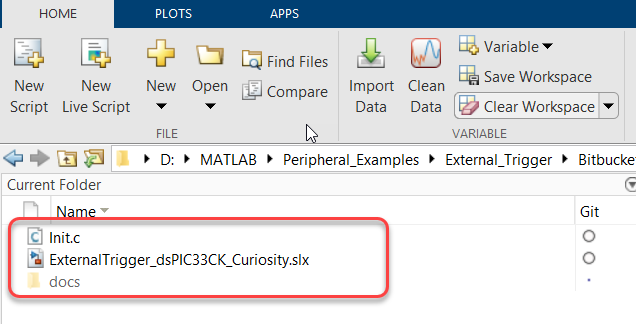 HOME PLOTS APPS
New Script
New Live Script
New
Open
Find Files
Compare
FILE
Import Data
Clean Data
Variable
Save Workspace
Clear Workspace
VARIABLE
D: MATLAB Peripheral_Examples External_Trigger Bitbucke
Current Folder
Name Git
Init.c
ExternalTrigger_dsPIC33CK_Curiosity.slx
docs